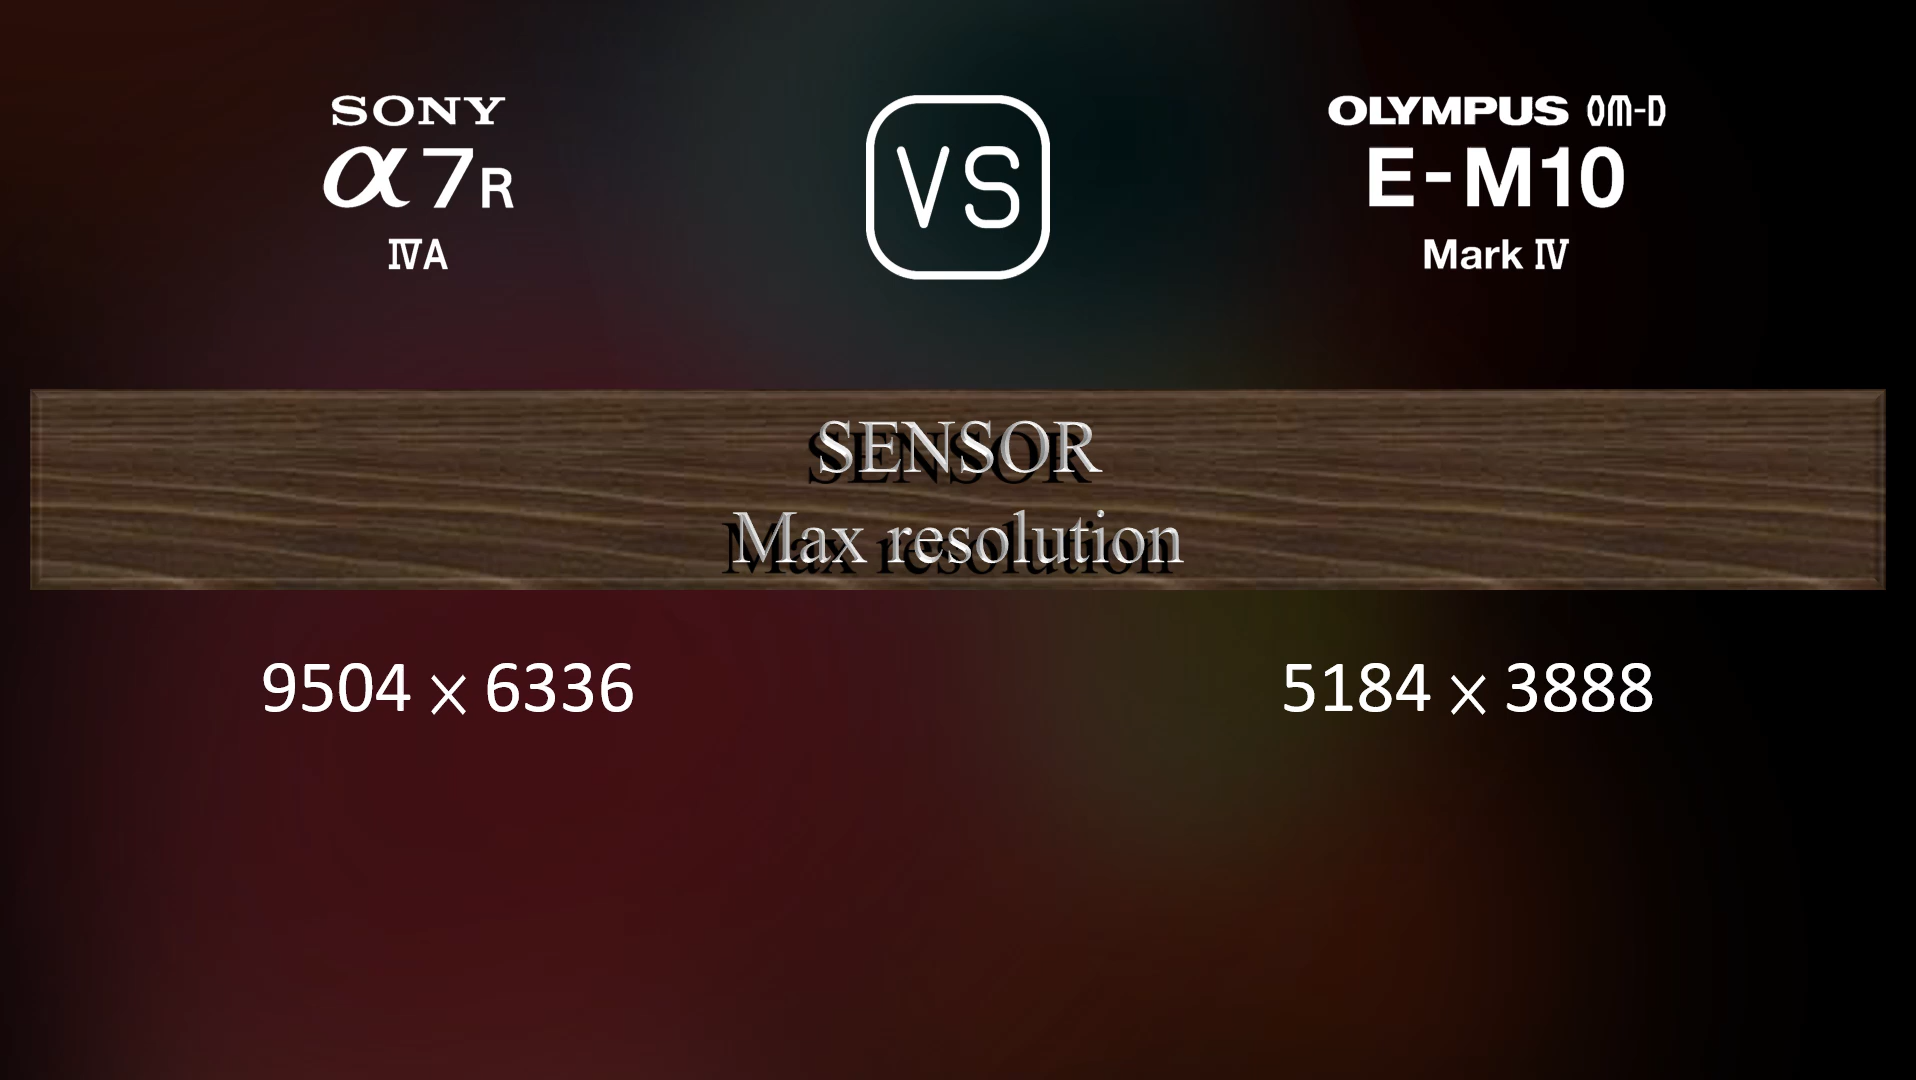 SONY
α7R
IVA
VS
OLYMPUS OM-D
E-M10
Mark IV
SENSOR
Max resolution
9504 x 6336
5184 x 3888